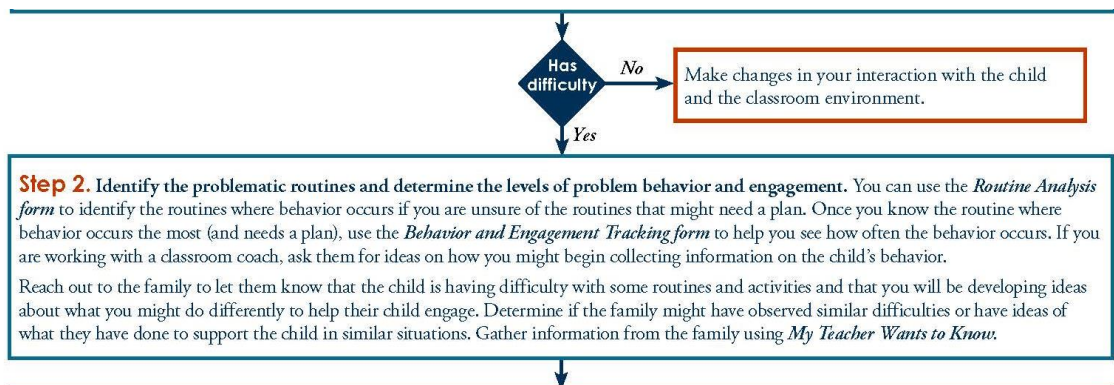 Has
difficulty
No
Make changes in your interaction with the child
and the classroom environment.
Yes
Step 2. Identify the problematic routines and determine the levels of problem behavior and engagement. You can use the Routine Analysis
form to identify the routines where behavior occurs if you are unsure of the routines that might need a plan. Once you know the routine where
behavior occurs the most (and needs a plan), use the Behavior and Engagement Tracking form to help you see how often the behavior occurs. If you
are working with a classroom coach, ask them for ideas on how you might begin collecting information on the child's behavior.
Reach out to the family to let them know that the child is having difficulty with some routines and activities and that you will be developing ideas
about what you might do differently to help their child engage. Determine if the family might have observed similar difficulties or have ideas of
what they have done to support the child in similar situations. Gather information from the family using My Teacher Wants to Know.